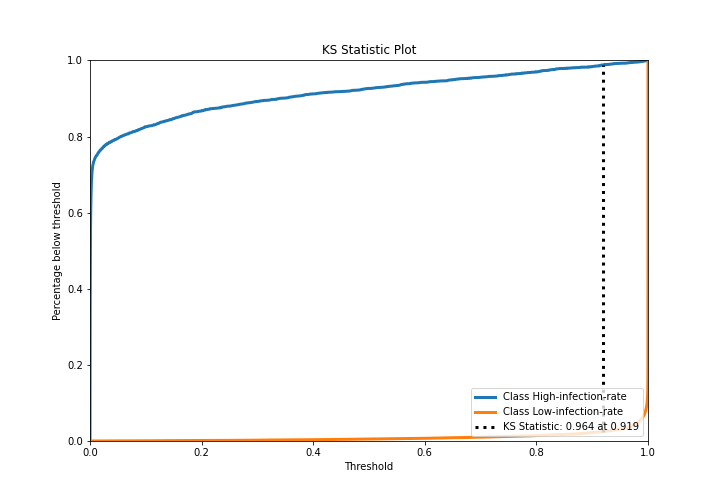 KS Statistic Plot
1.0
0.8
0.6
0.4
0.2
0.0
Percentage below threshold
0.0 0.2 0.4 0.6 0.8 1.0
Threshold
Class High-infection-rate
Class Low-infection-rate
KS Statistic: 0.964 at 0.919